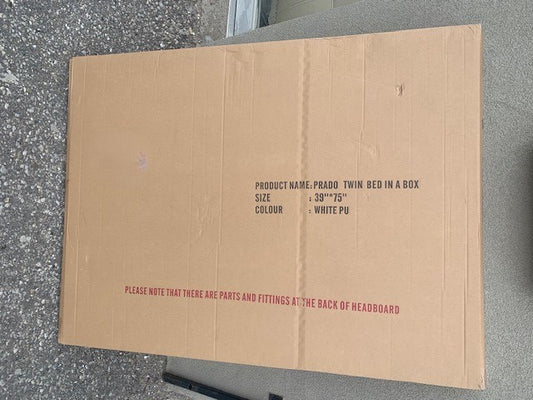 PRODUCT NAME: PRADO TWIN BED IN A BOX
SIZE : 39"*75"
COLOUR : WHITE PU
PLEASE NOTE THAT THERE ARE PARTS AND FITTINGS AT THE BACK OF HEADBOARD